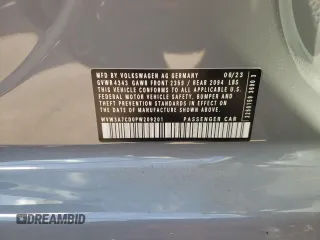 MFD BY VOLKSWAGEN AG GERMANY 06/23
GVWR 4343 GAWR FRONT 2359 / REAR 2094 LBS
THIS VEHICLE CONFORMS TO ALL APPLICABLE U.S.
FEDERAL MOTOR VEHICLE SAFETY, BUMPER AND
THEFT PREVENTION STANDARDS IN EFFECT ON THE
DATE OF MANUFACTURE SHOWN ABOVE
PASSENGER CAR
DREAMBID